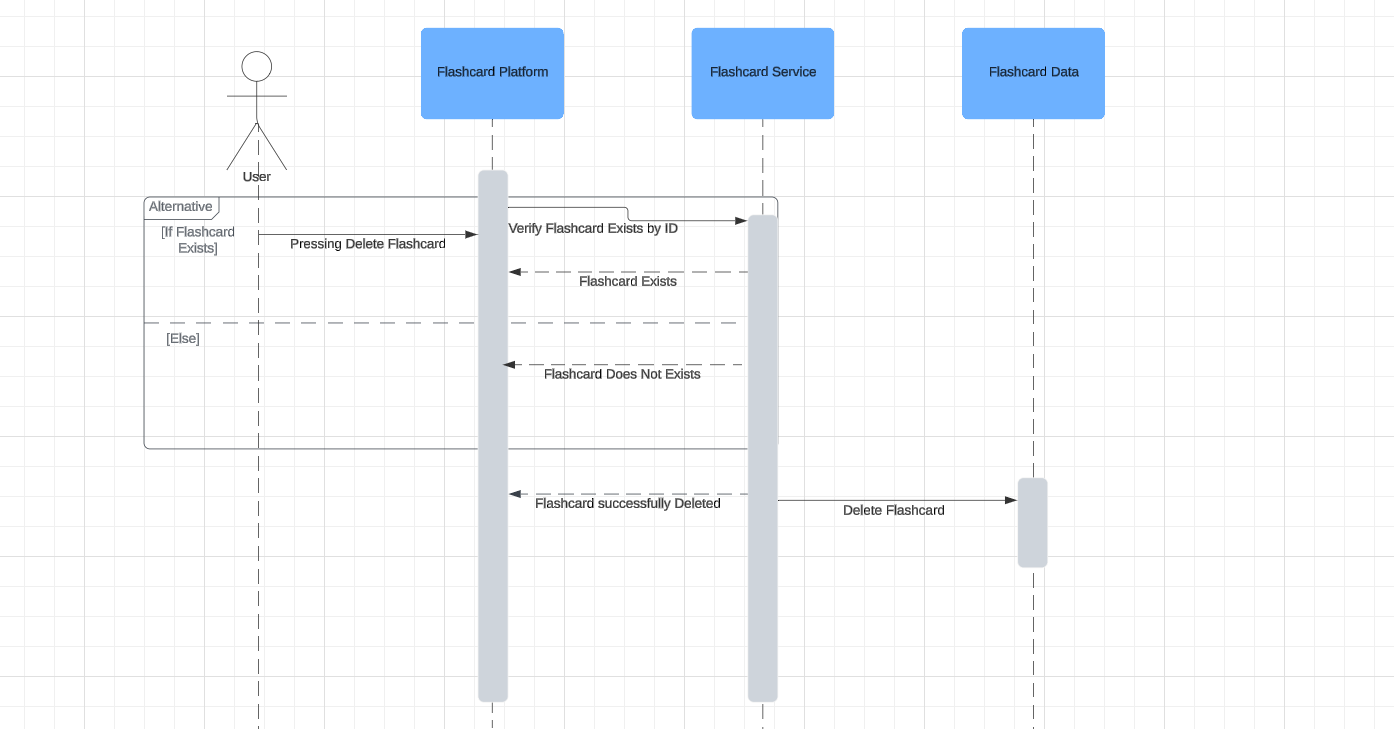 Flashcard Platform
Flashcard Service
Flashcard Data
User
Alternative
[If Flashcard
Exists]
Pressing Delete Flashcard
Verify Flashcard Exists by ID
Flashcard Exists
[Else]
Flashcard Does Not Exists
Flashcard successfully Deleted
Delete Flashcard